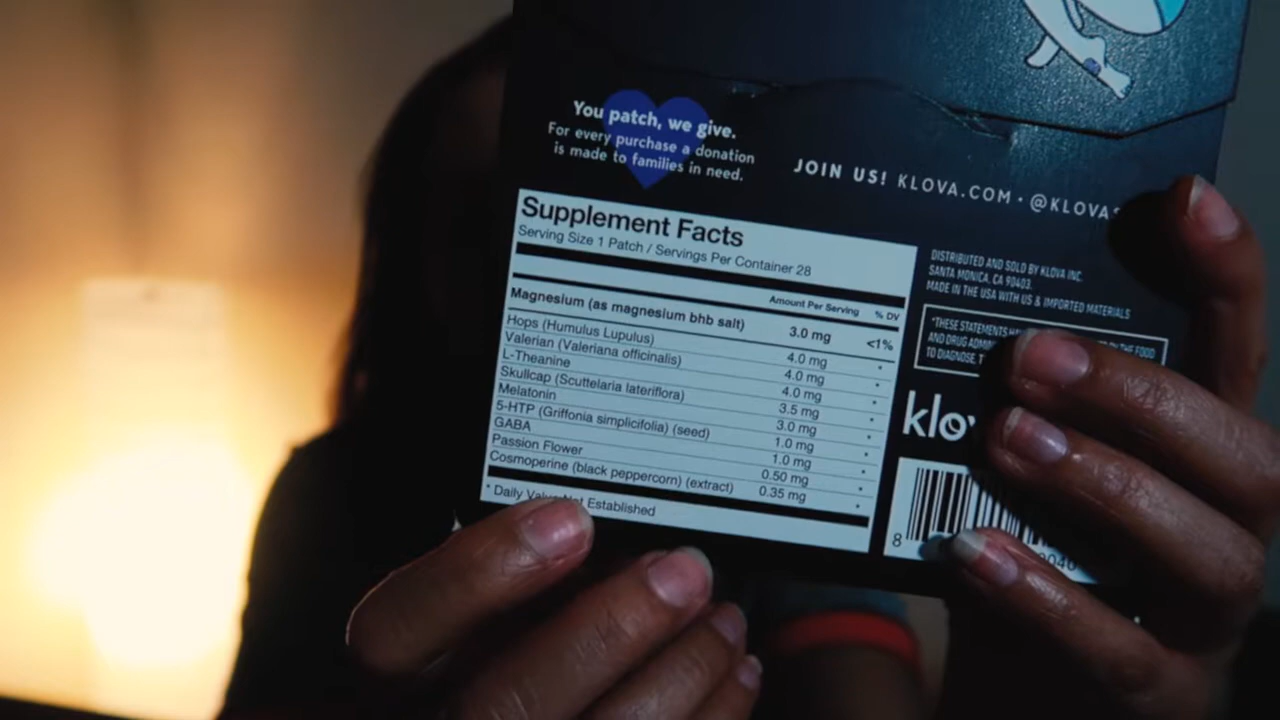 You patch, we give.
For every purchase a donation
is made to families in need.
JOIN US! KLOVA.COM · @KLOVAS
Supplement Facts
Serving Size 1 Patch / Servings Per Container 28
Amount Per Serving % DV
Magnesium (as magnesium bhb salt) 3.0 mg <1%
Hops (Humulus Lupulus) 4.0 mg *
Valerian (Valeriana officinalis) 4.0 mg *
L-Theanine 4.0 mg *
Skullcap (Scuttelaria lateriflora) 3.5 mg *
Melatonin 3.0 mg *
5-HTP (Griffonia simplicifolia) (seed) 1.0 mg *
GABA 1.0 mg *
Passion Flower 0.50 mg *
Cosmoperine (black peppercorn) (extract) 0.35 mg *
* Daily Value Not Established
DISTRIBUTED AND SOLD BY KLOVA INC.
SANTA MONICA, CA 90403.
MADE IN THE USA WITH US & IMPORTED MATERIALS
*THESE STATEMENTS THE FOOD
AND DRUG
TO DIAGNOSE,
klov
8 0040